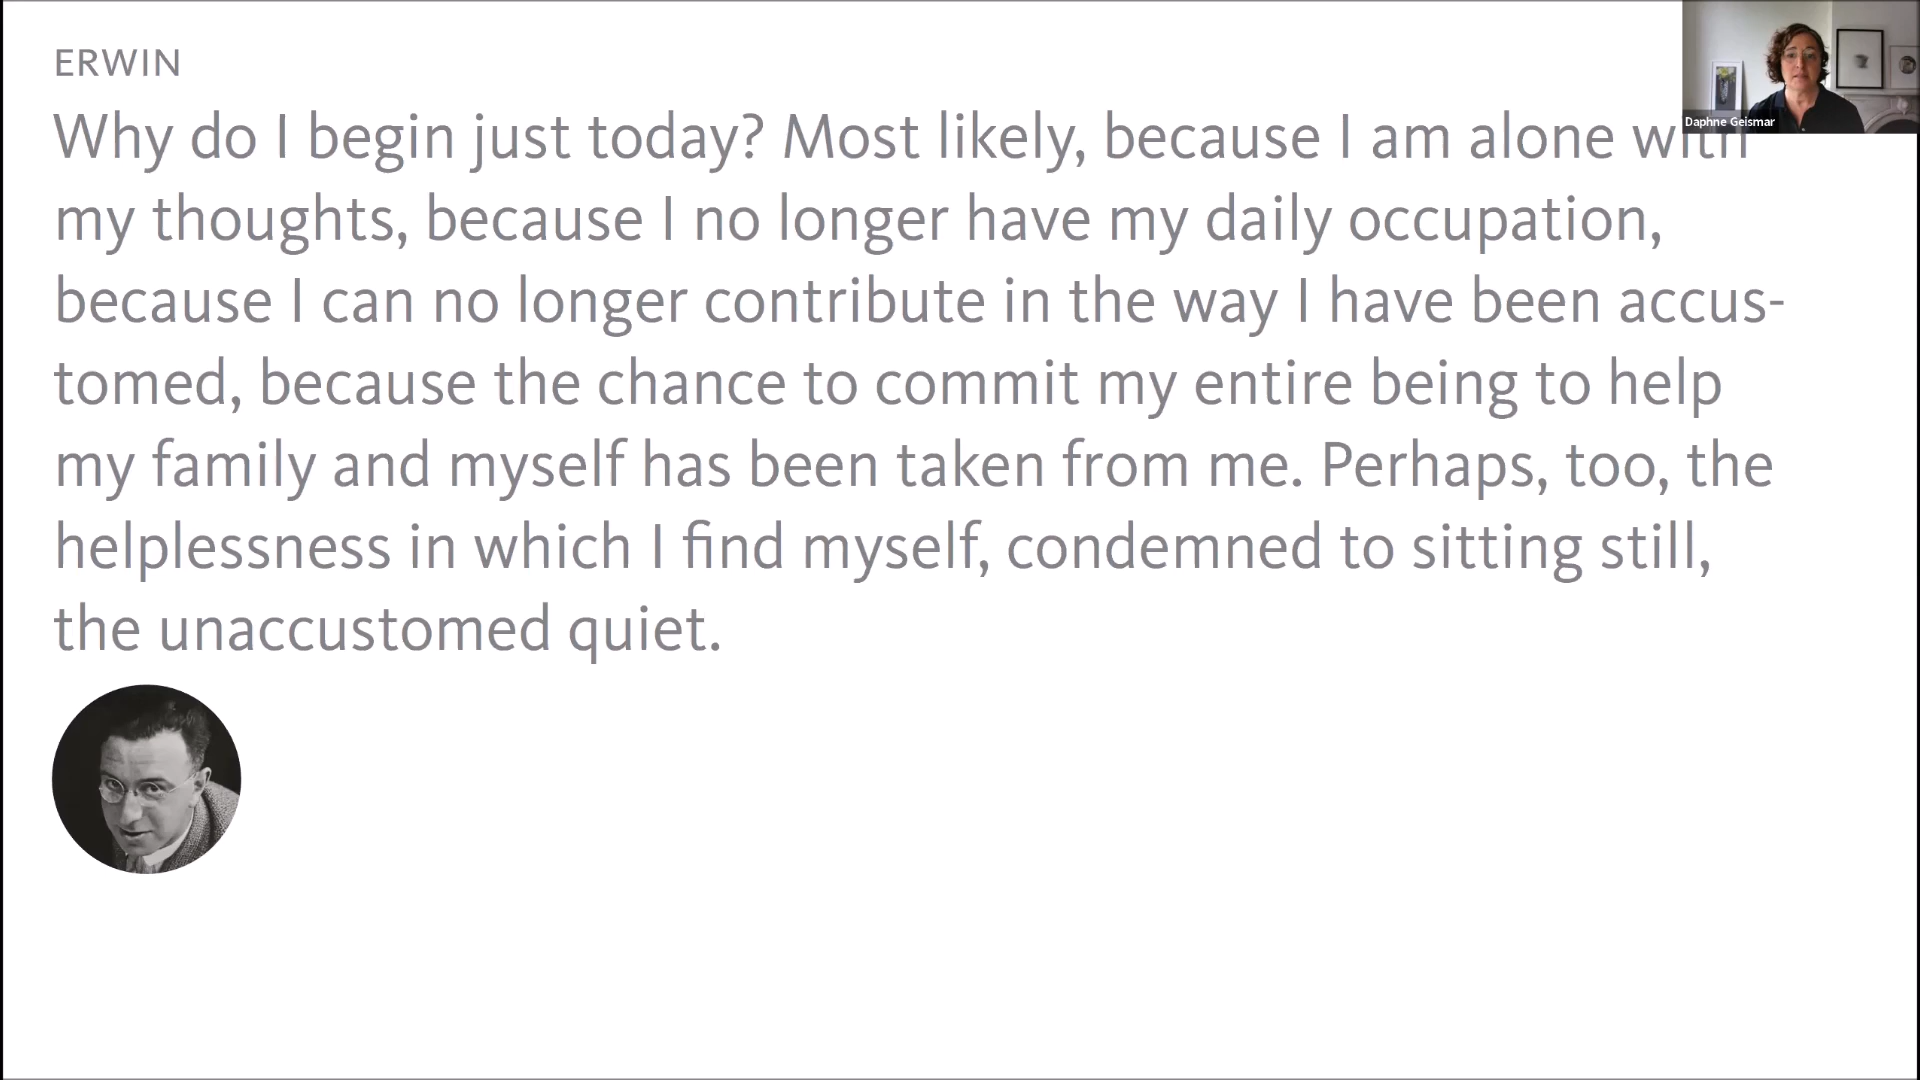 ERWIN
Why do I begin just today? Most likely, because I am alone with
my thoughts, because I no longer have my daily occupation,
because I can no longer contribute in the way I have been accus-
tomed, because the chance to commit my entire being to help
my family and myself has been taken from me. Perhaps, too, the
helplessness in which I find myself, condemned to sitting still,
the unaccustomed quiet.
Daphne Geismar